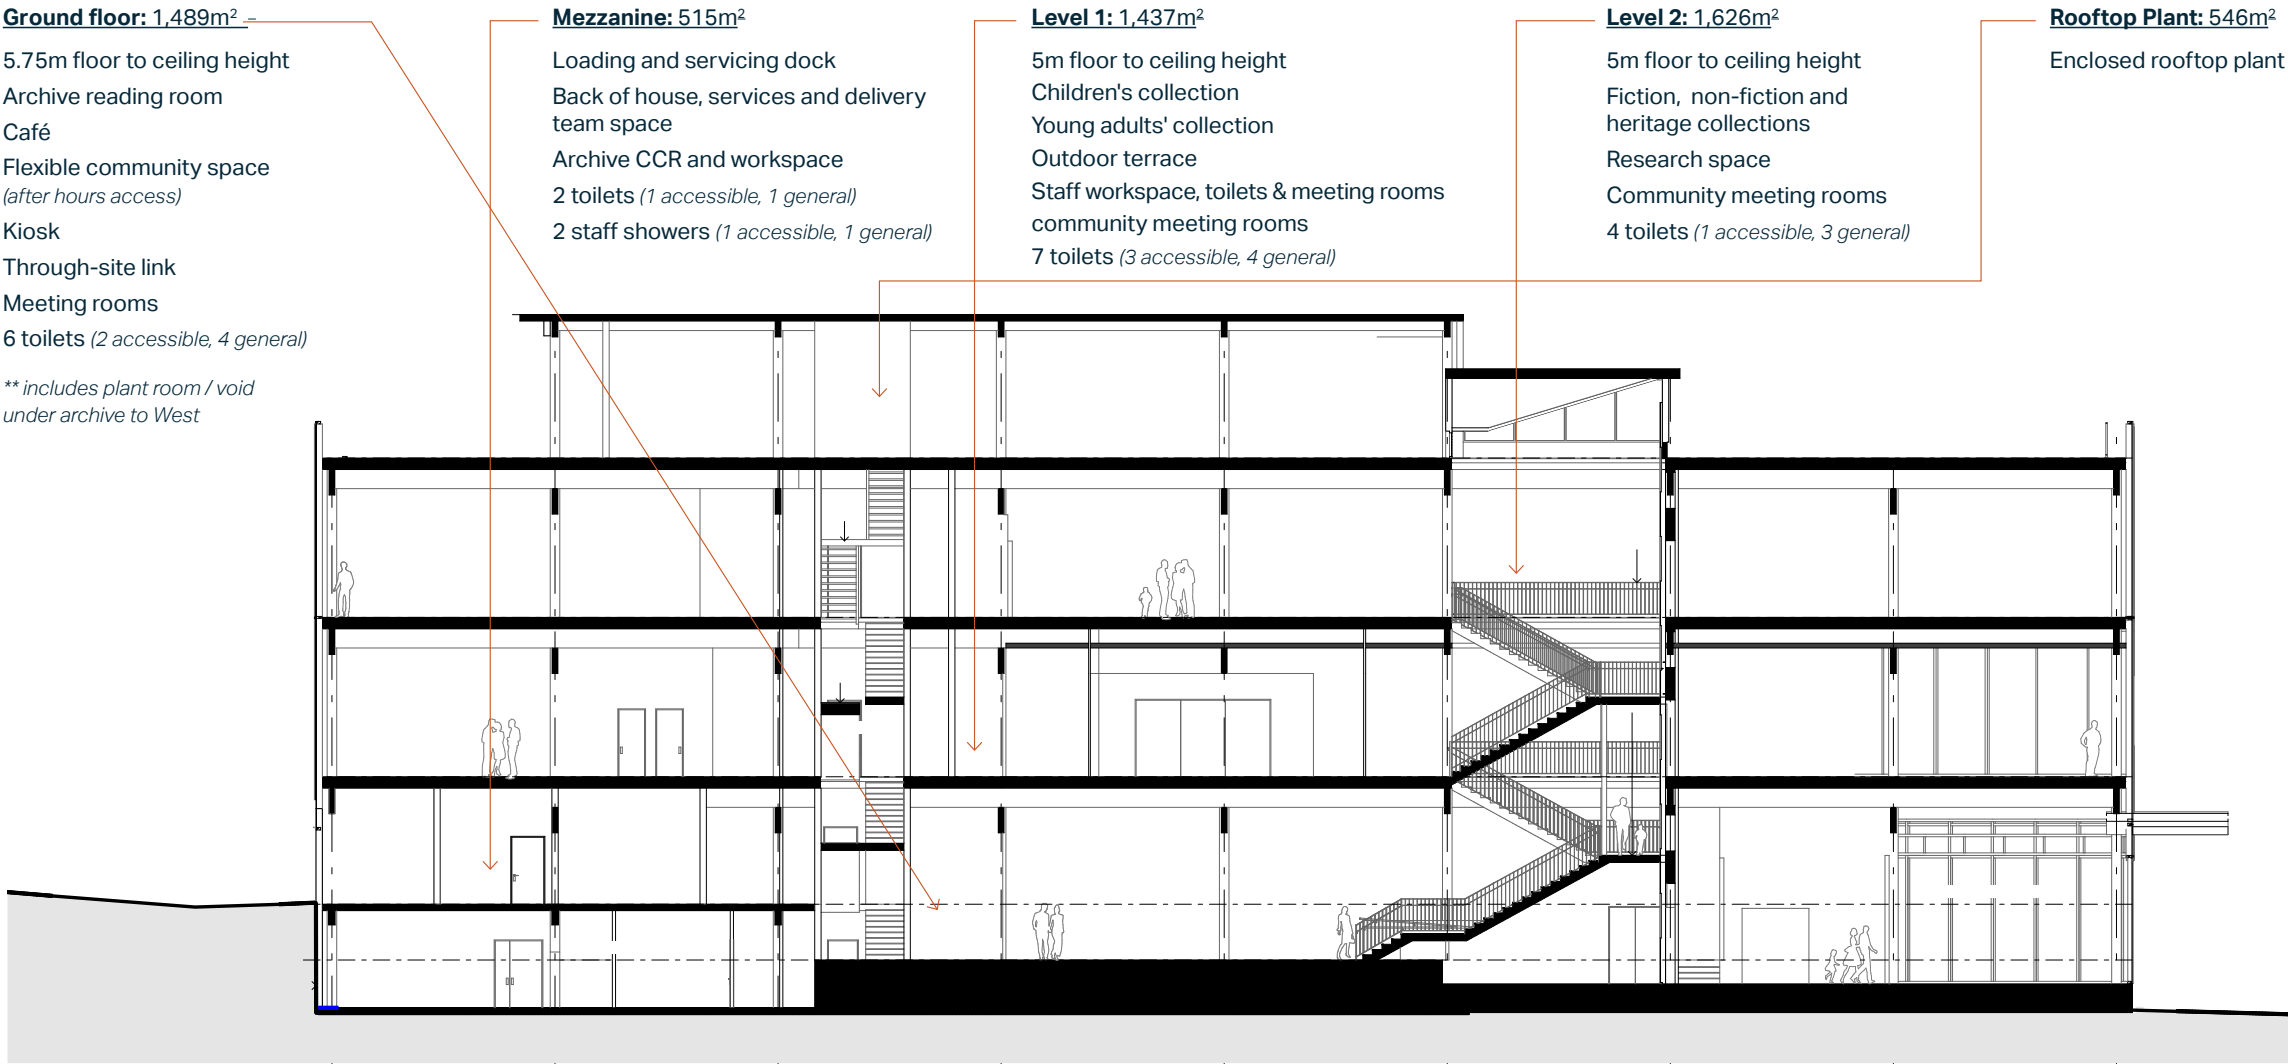 Ground floor: 1,489m² -
5.75m floor to ceiling height
Archive reading room
Café
Flexible community space
(after hours access)
Kiosk
Through-site link
Meeting rooms
6 toilets (2 accessible, 4 general)
** includes plant room / void
under archive to West
Mezzanine: 515m²
Loading and servicing dock
Back of house, services and delivery
team space
Archive CCR and workspace
2 toilets (1 accessible, 1 general)
2 staff showers (1 accessible, 1 general)
Level 1: 1,437m²
5m floor to ceiling height
Children's collection
Young adults' collection
Outdoor terrace
Staff workspace, toilets & meeting rooms
community meeting rooms
7 toilets (3 accessible, 4 general)
Level 2: 1,626m²
5m floor to ceiling height
Fiction, non-fiction and
heritage collections
Research space
Community meeting rooms
4 toilets (1 accessible, 3 general)
Rooftop Plant: 546m²
Enclosed rooftop plant